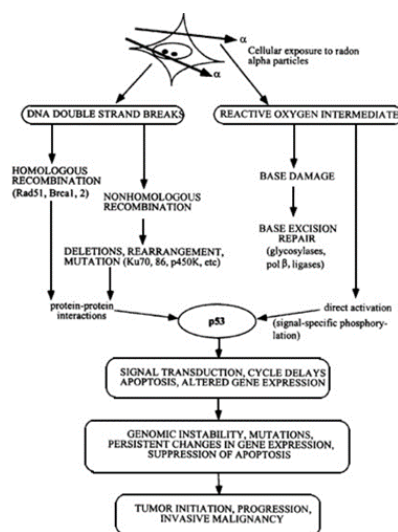 α
Cellular exposure to radon
alpha particles
α
DNA DOUBLE STRAND BREAKS
REACTIVE OXYGEN INTERMEDIATE
HOMOLOGOUS
RECOMBINATION
(Rad51, Brca1, 2)
NONHOMOLOGOUS
RECOMBINATION
DELETIONS, REARRANGEMENT,
MUTATION (Ku70, 86, p450K, etc)
BASE DAMAGE
BASE EXCISION
REPAIR
(glycosylases,
pol β, ligases)
protein-protein
interactions
p53
direct activation
(signal-specific phosphory-
lation)
SIGNAL TRANSDUCTION, CYCLE DELAYS
APOPTOSIS, ALTERED GENE EXPRESSION
GENOMIC INSTABILITY, MUTATIONS,
PERSISTENT CHANGES IN GENE EXPRESSION,
SUPPRESSION OF APOPTOSIS
TUMOR INITIATION, PROGRESSION,
INVASIVE MALIGNANCY